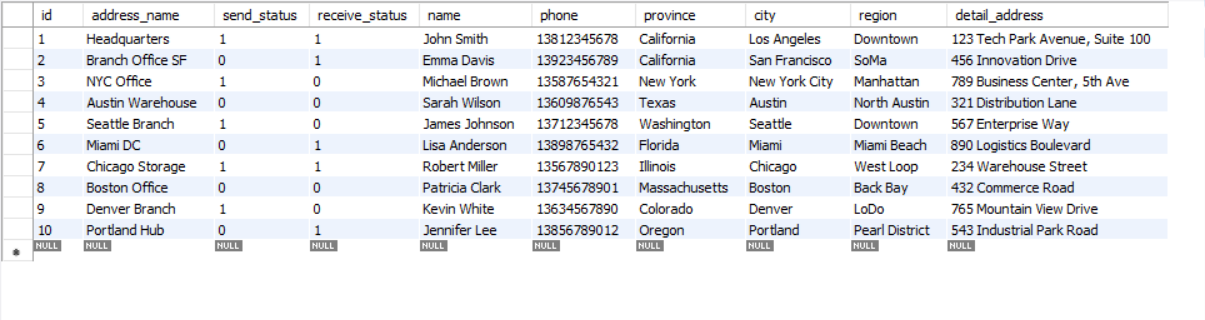 id address_name send_status receive_status name phone province city region detail_address
1 Headquarters 1 1 John Smith 13812345678 California Los Angeles Downtown 123 Tech Park Avenue, Suite 100
2 Branch Office SF 0 1 Emma Davis 13923456789 California San Francisco SoMa 456 Innovation Drive
3 NYC Office 1 0 Michael Brown 13587654321 New York New York City Manhattan 789 Business Center, 5th Ave
4 Austin Warehouse 0 0 Sarah Wilson 13609876543 Texas Austin North Austin 321 Distribution Lane
5 Seattle Branch 1 0 James Johnson 13712345678 Washington Seattle Downtown 567 Enterprise Way
6 Miami DC 0 1 Lisa Anderson 13898765432 Florida Miami Miami Beach 890 Logistics Boulevard
7 Chicago Storage 1 1 Robert Miller 13567890123 Illinois Chicago West Loop 234 Warehouse Street
8 Boston Office 0 0 Patricia Clark 13745678901 Massachusetts Boston Back Bay 432 Commerce Road
9 Denver Branch 1 0 Kevin White 13634567890 Colorado Denver LoDo 765 Mountain View Drive
10 Portland Hub 0 1 Jennifer Lee 13856789012 Oregon Portland Pearl District 543 Industrial Park Road
NULL NULL NULL NULL NULL NULL NULL NULL NULL NULL